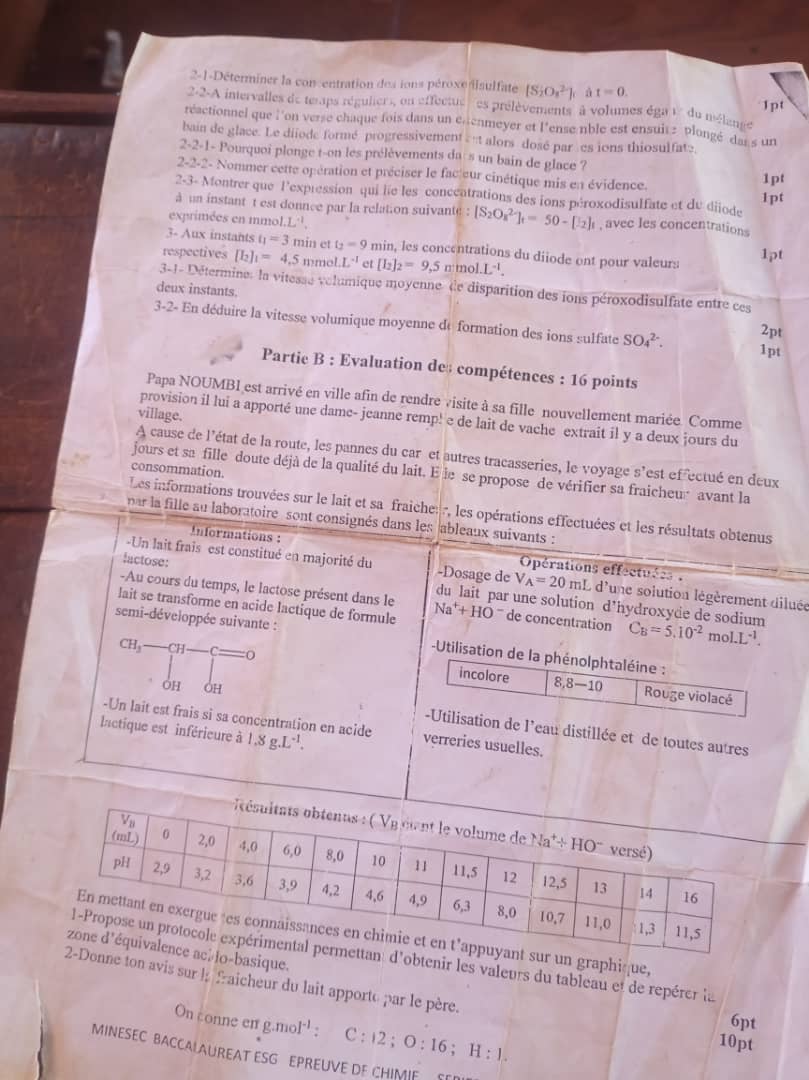 2-1-Déterminer la concentration des ions péroxodisulfate [S₂O₈²⁻]ₜ à t = 0. 1pt
2-2-A intervalles de temps réguliers, on effectue des prélèvements à volumes égaux du mélange
réactionnel que l'on verse chaque fois dans un erlenmeyer et l'ensemble est ensuite plongé dans un
bain de glace. Le diiode formé progressivement est alors dosé par les ions thiosulfate.
2-2-1- Pourquoi plonge t-on les prélèvements dans un bain de glace ? 1pt
2-2-2- Nommer cette opération et préciser le facteur cinétique mis en évidence. 1pt
2-3- Montrer que l'expression qui lie les concentrations des ions péroxodisulfate et du diiode
à un instant t est donnée par la relation suivante : [S₂O₈²⁻]ₜ = 50 - [I₂]ₜ , avec les concentrations
exprimées en mmol.L⁻¹. 1pt
3- Aux instants t₁ = 3 min et t₂ = 9 min, les concentrations du diiode ont pour valeurs
respectives [I₂]₁ = 4,5 mmol.L⁻¹ et [I₂]₂ = 9,5 mmol.L⁻¹.
3-1- Déterminer la vitesse volumique moyenne de disparition des ions péroxodisulfate entre ces
deux instants. 2pt
3-2- En déduire la vitesse volumique moyenne de formation des ions sulfate SO₄²⁻. 1pt
Partie B : Evaluation des compétences : 16 points
Papa NOUMBI est arrivé en ville afin de rendre visite à sa fille nouvellement mariée. Comme
provision il lui a apporté une dame- jeanne remplie de lait de vache extrait il y a deux jours du
village.
A cause de l'état de la route, les pannes du car et autres tracasseries, le voyage s'est effectué en deux
jours et sa fille doute déjà de la qualité du lait. Elle se propose de vérifier sa fraicheur avant la
consommation.
Les informations trouvées sur le lait et sa fraicheur, les opérations effectuées et les résultats obtenus
par la fille au laboratoire sont consignés dans les tableaux suivants :
Informations :
-Un lait frais est constitué en majorité du
lactose;
-Au cours du temps, le lactose présent dans le
lait se transforme en acide lactique de formule
semi-développée suivante :
CH₃—CH—C=O
OH OH
-Un lait est frais si sa concentration en acide
lactique est inférieure à 1,8 g.L⁻¹.
Opérations effectuées :
-Dosage de V_A = 20 mL d'une solution légèrement diluée
du lait par une solution d'hydroxyde de sodium
Na⁺+ HO⁻ de concentration C_B = 5.10⁻² mol.L⁻¹.
-Utilisation de la phénolphtaléine :
incolore 8,8—10 Rouge violacé
-Utilisation de l'eau distillée et de toutes autres
verreries usuelles.
Résultats obtenus : ( V_B étant le volume de Na⁺+ HO⁻ versé)
V_B (mL) 0 2,0 4,0 6,0 8,0 10 11 11,5 12 12,5 13 14 16
pH 2,9 3,2 3,6 3,9 4,2 4,6 4,9 6,3 8,0 10,7 11,0 11,3 11,5
En mettant en exergue tes connaissances en chimie et en t'appuyant sur un graphique,
1-Propose un protocole expérimental permettant d'obtenir les valeurs du tableau et de repérer la
zone d'équivalence acido-basique. 6pt
2-Donne ton avis sur la fraicheur du lait apporté par le père. 10pt
On donne en g.mol⁻¹ : C : 12 ; O : 16 ; H : 1.
MINESEC BACCALAUREAT ESG EPREUVE DE CHIMIE